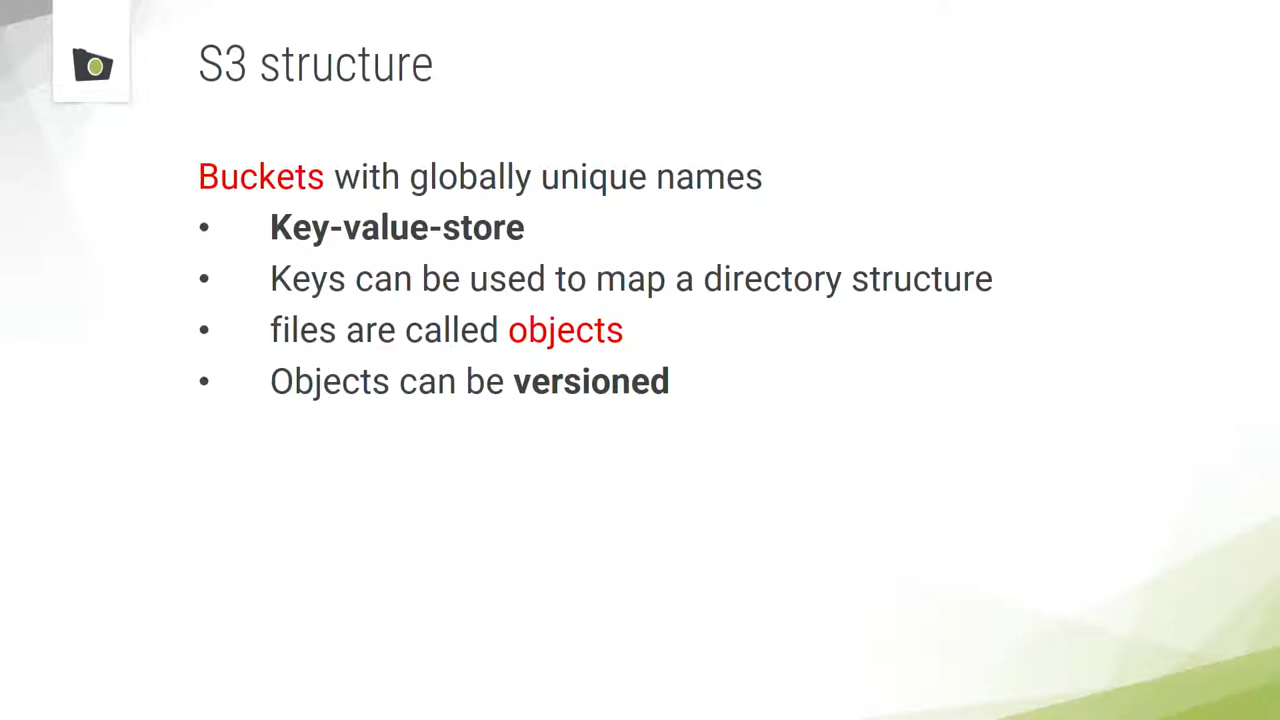 S3 structure
Buckets with globally unique names
• Key-value-store
• Keys can be used to map a directory structure
• files are called objects
• Objects can be versioned